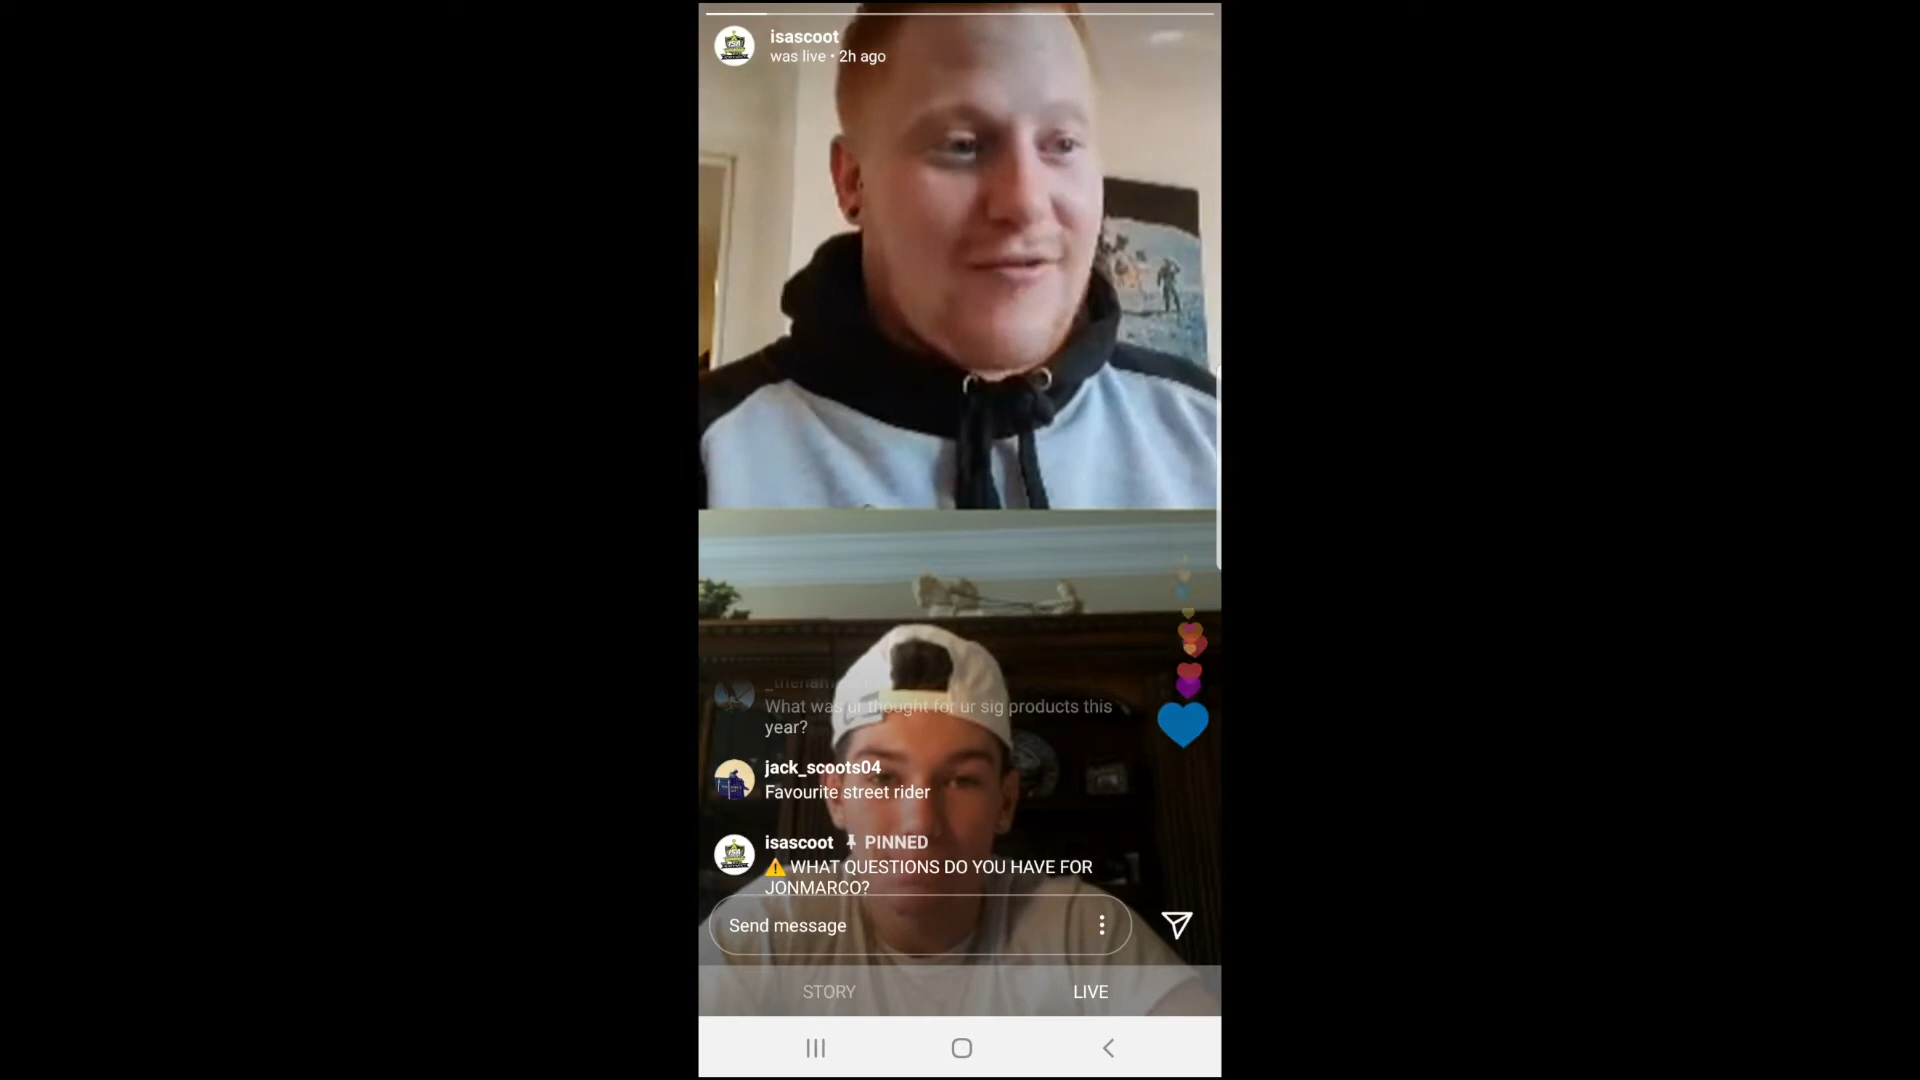 isascoot
was live • 2h ago
What was ur thought for ur sig products this
year?
jack_scoots04
Favourite street rider
isascoot PINNED
⚠️ WHAT QUESTIONS DO YOU HAVE FOR
JONMARCO?
Send message
STORY
LIVE